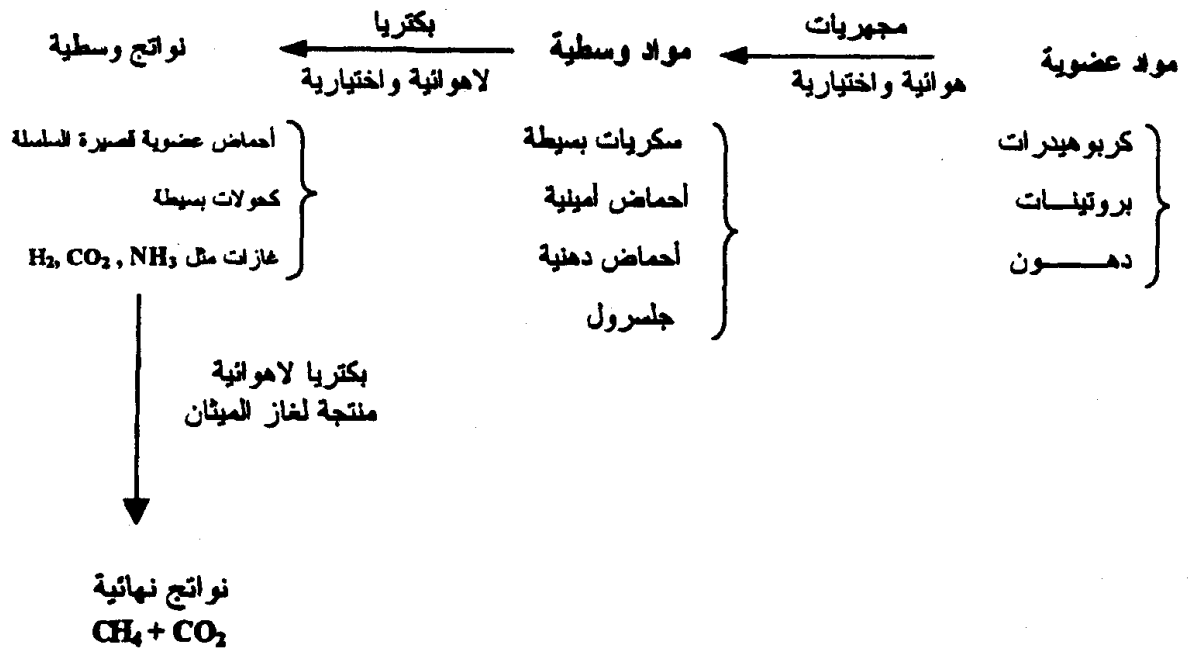 مواد عضوية
مجهريات
هوائية واختيارية
مواد وسطية
بكتريا
لاهوائية واختيارية
نواتج وسطية
كربوهيدرات
بروتينـــات
دهـــــون
سكريات بسيطة
أحماض أمينية
أحماض دهنية
جلسرول
أحماض عضوية قصيرة السلسلة
كحولات بسيطة
غازات مثل H₂, CO₂ , NH₃
بكتريا لاهوائية
منتجة لغاز الميثان
نواتج نهائية
CH₄ + CO₂